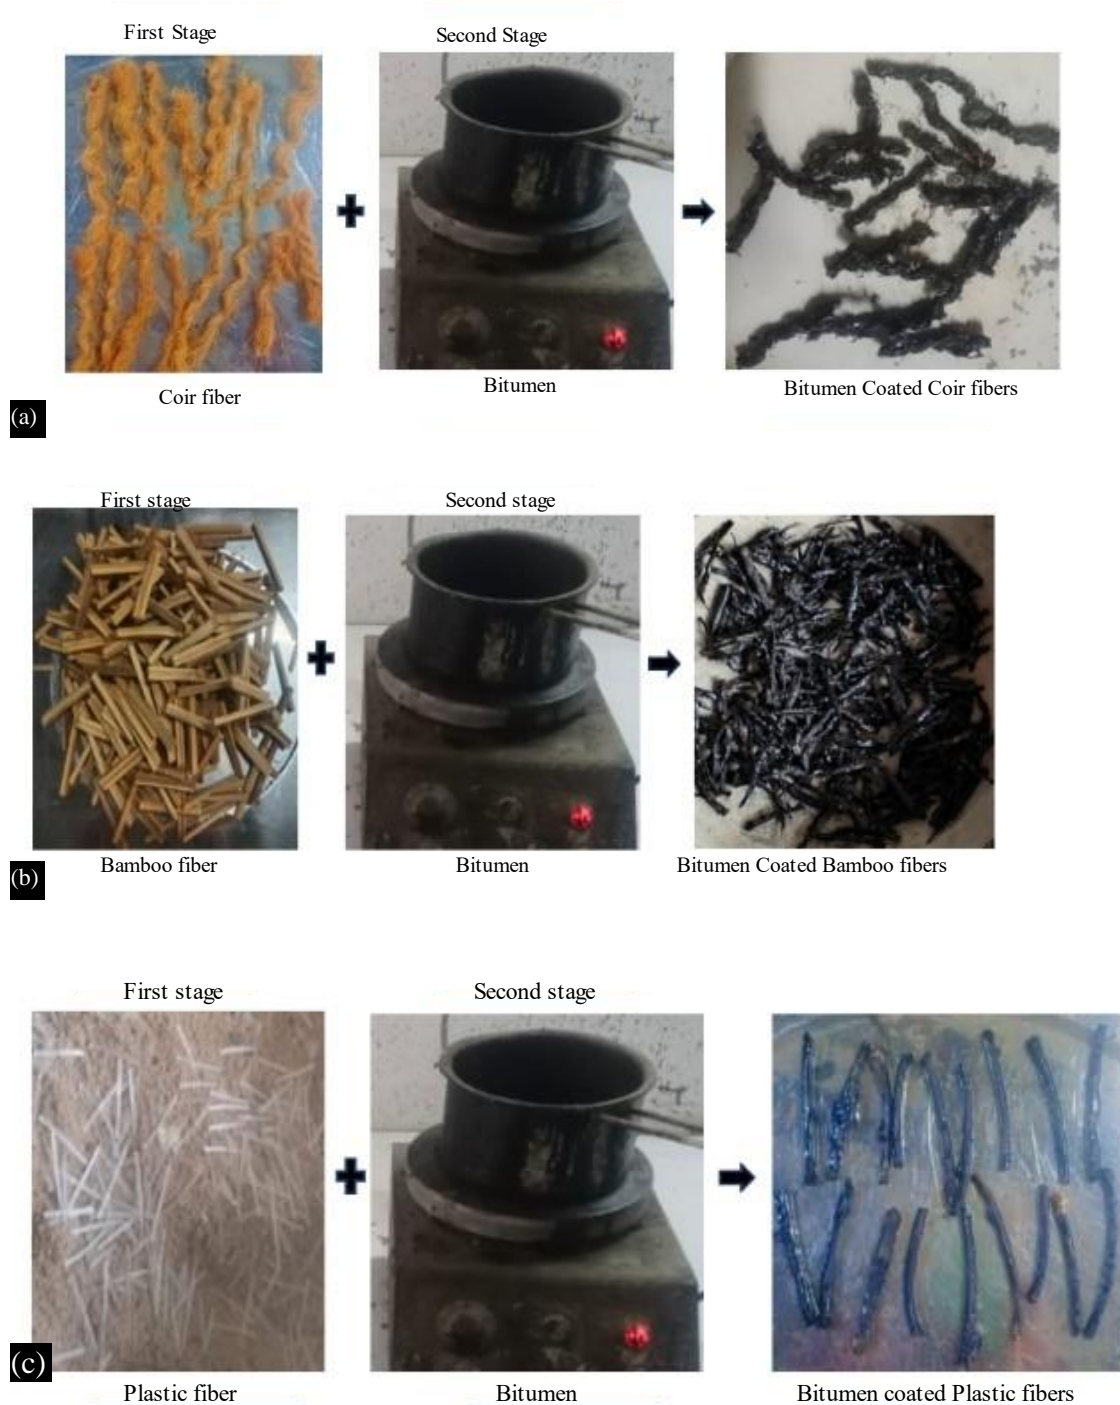 First Stage
Second Stage
Coir fiber
Bitumen
Bitumen Coated Coir fibers
(a)
First stage
Second stage
Bamboo fiber
Bitumen
Bitumen Coated Bamboo fibers
(b)
First stage
Second stage
(c)
Plastic fiber
Bitumen
Bitumen coated Plastic fibers